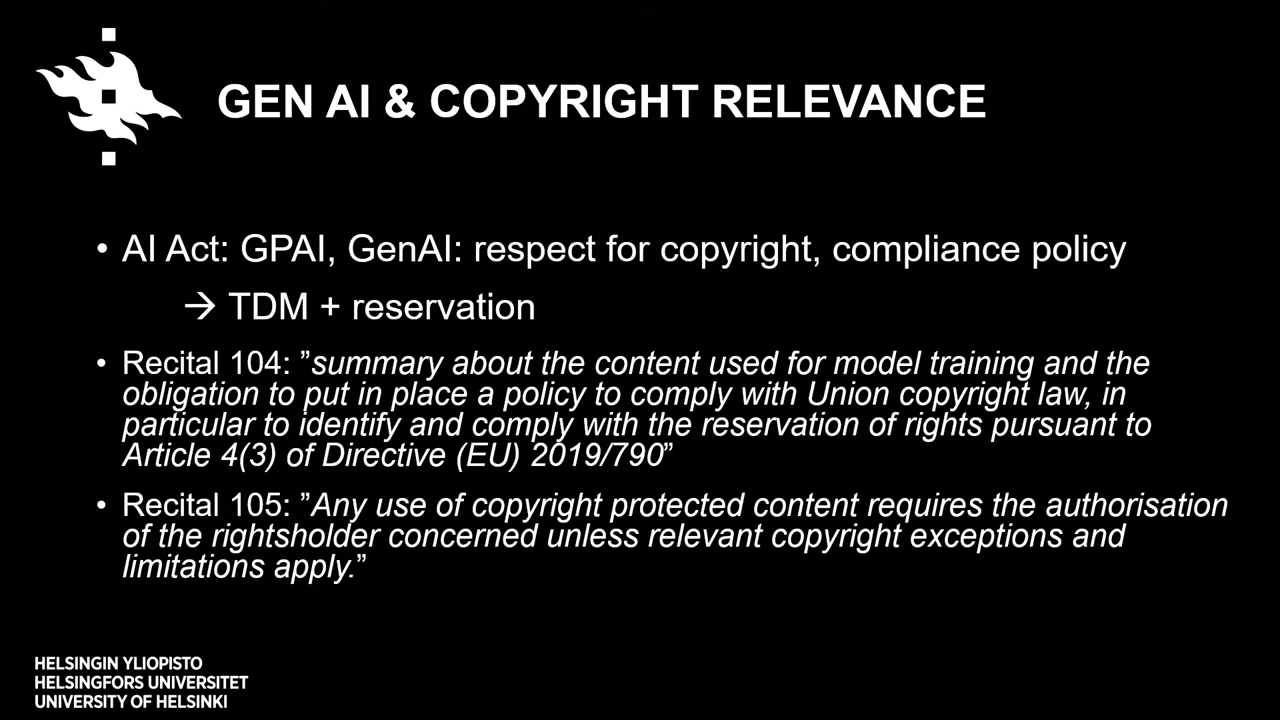 GEN AI & COPYRIGHT RELEVANCE
• AI Act: GPAI, GenAI: respect for copyright, compliance policy
→ TDM + reservation
• Recital 104: ”summary about the content used for model training and the
obligation to put in place a policy to comply with Union copyright law, in
particular to identify and comply with the reservation of rights pursuant to
Article 4(3) of Directive (EU) 2019/790”
• Recital 105: ”Any use of copyright protected content requires the authorisation
of the rightsholder concerned unless relevant copyright exceptions and
limitations apply.”
HELSINGIN YLIOPISTO
HELSINGFORS UNIVERSITET
UNIVERSITY OF HELSINKI